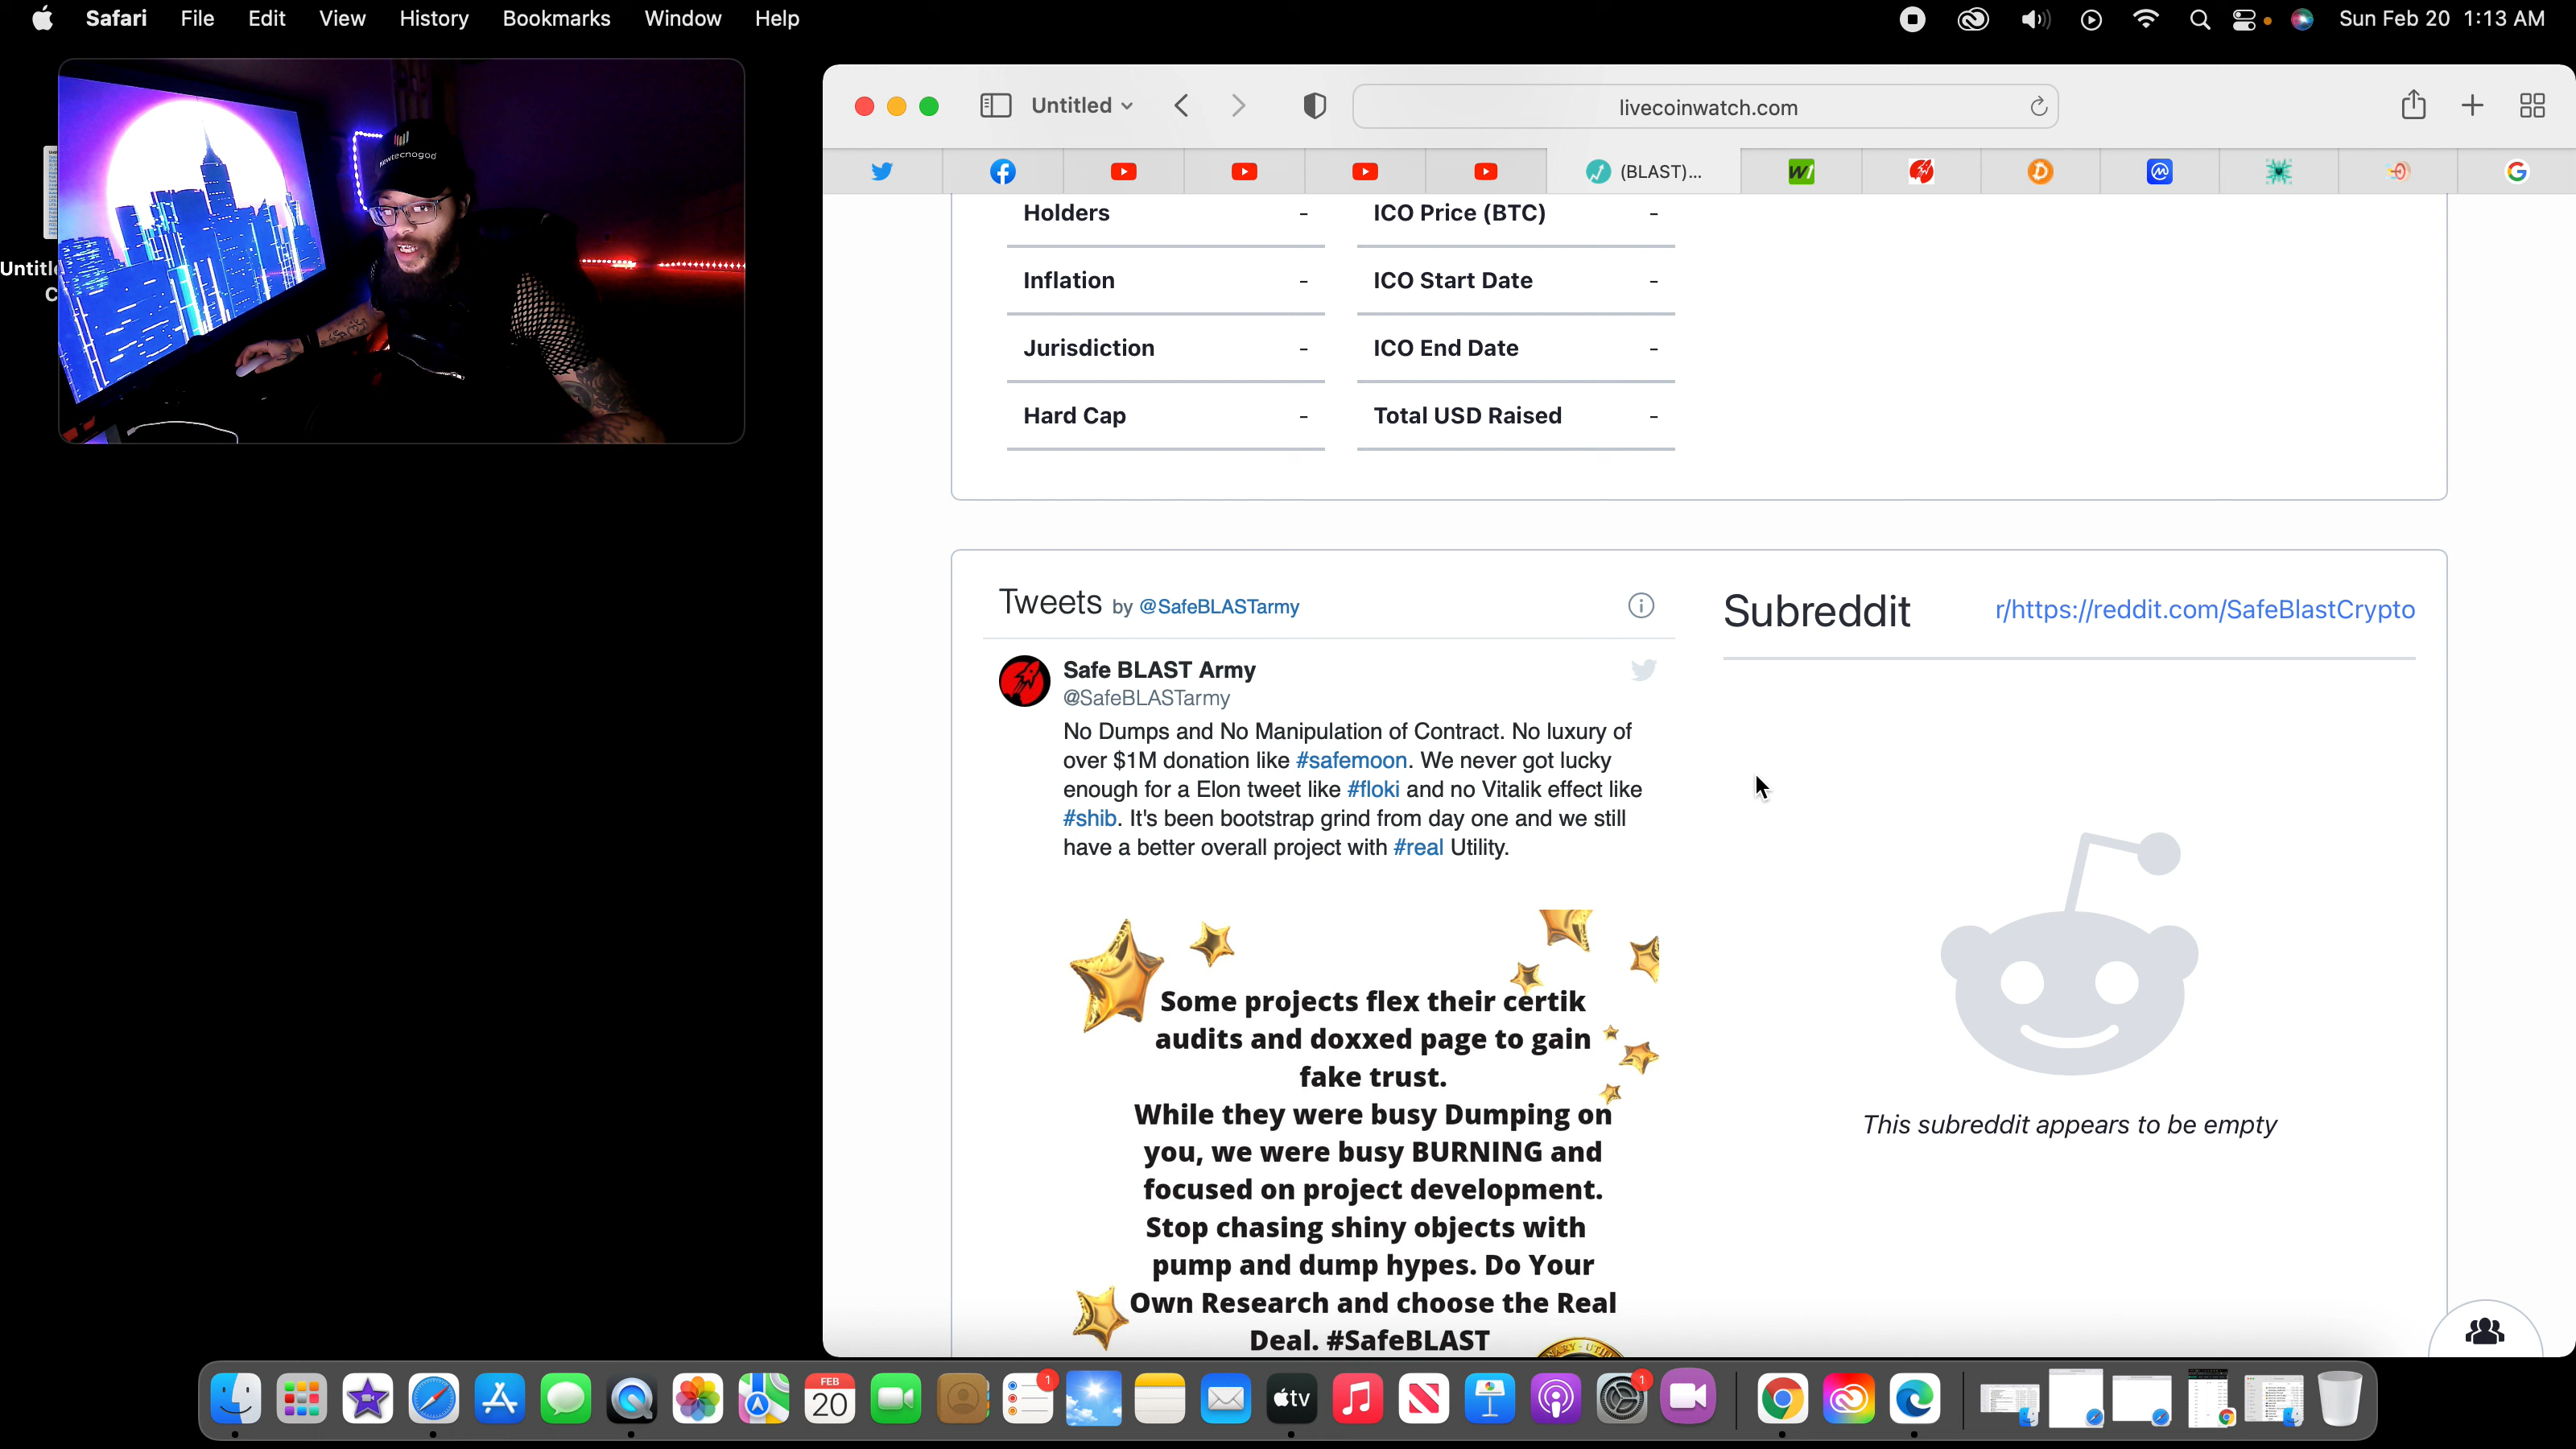 Safari File Edit View History Bookmarks Window Help
Sun Feb 20 1:13 AM
newtecnogod
Untitled
livecoinwatch.com
(BLAST)...
Holders - ICO Price (BTC) -
Inflation - ICO Start Date -
Jurisdiction - ICO End Date -
Hard Cap - Total USD Raised -
Tweets by @SafeBLASTarmy
Safe BLAST Army
@SafeBLASTarmy
No Dumps and No Manipulation of Contract. No luxury of
over $1M donation like #safemoon. We never got lucky
enough for a Elon tweet like #floki and no Vitalik effect like
#shib. It's been bootstrap grind from day one and we still
have a better overall project with #real Utility.
Some projects flex their certik
audits and doxxed page to gain
fake trust.
While they were busy Dumping on
you, we were busy BURNING and
focused on project development.
Stop chasing shiny objects with
pump and dump hypes. Do Your
Own Research and choose the Real
Deal. #SafeBLAST
Subreddit r/https://reddit.com/SafeBlastCrypto
This subreddit appears to be empty
FEB
20
1
tv
1